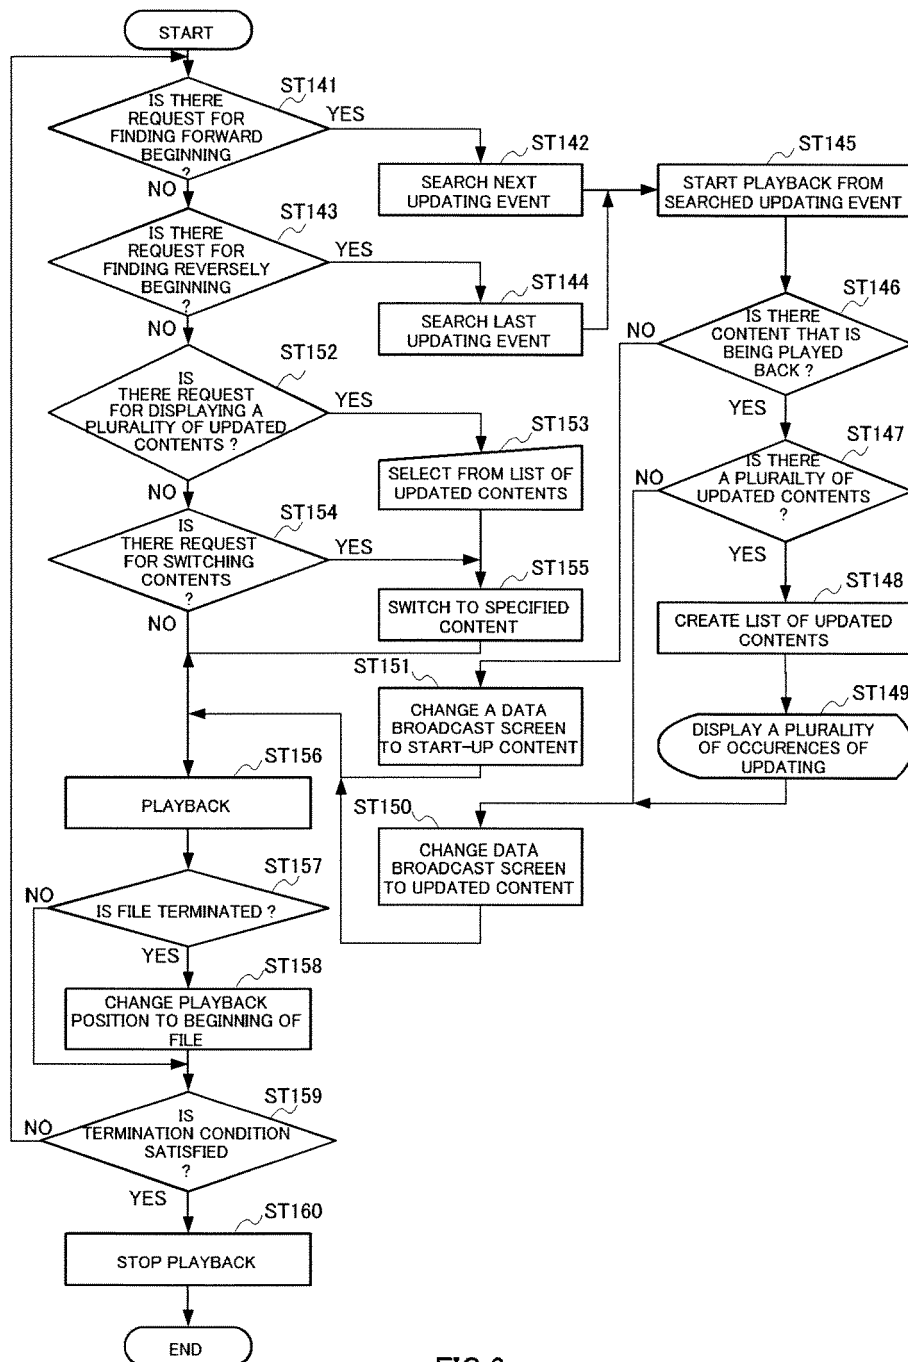 START
ST141
IS THERE
REQUEST FOR
FINDING FORWARD
BEGINNING
?
YES
NO
ST142
SEARCH NEXT
UPDATING EVENT
ST145
START PLAYBACK FROM
SEARCHED UPDATING EVENT
ST143
IS THERE
REQUEST FOR
FINDING REVERSELY
BEGINNING
?
YES
NO
ST144
SEARCH LAST
UPDATING EVENT
ST146
IS THERE
CONTENT THAT IS
BEING PLAYED
BACK ?
NO
YES
ST152
IS
THERE REQUEST
FOR DISPLAYING A
PLURALITY OF UPDATED
CONTENTS ?
YES
NO
ST153
SELECT FROM LIST OF
UPDATED CONTENTS
ST147
IS THERE
A PLURAILTY OF
UPDATED CONTENTS
?
NO
YES
ST154
IS
THERE REQUEST
FOR SWITCHING
CONTENTS
?
YES
NO
ST155
SWITCH TO SPECIFIED
CONTENT
ST148
CREATE LIST OF UPDATED
CONTENTS
ST151
CHANGE A DATA
BROADCAST SCREEN
TO START-UP CONTENT
ST149
DISPLAY A PLURALITY
OF OCCURENCES OF
UPDATING
ST156
PLAYBACK
ST150
CHANGE DATA
BROADCAST SCREEN
TO UPDATED CONTENT
ST157
IS FILE TERMINATED ?
NO
YES
ST158
CHANGE PLAYBACK
POSITION TO BEGINNING OF
FILE
ST159
IS
TERMINATION CONDITION
SATISFIED
?
NO
YES
ST160
STOP PLAYBACK
END